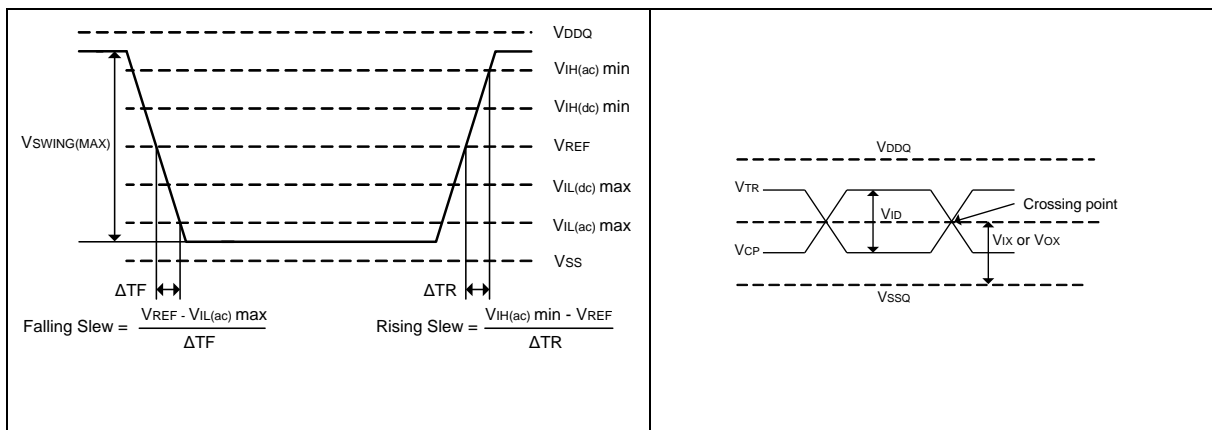 VDDQ
VIH(ac) min
VIH(dc) min
VSWING(MAX)
VREF
VIL(dc) max
VIL(ac) max
VSS
ΔTF
ΔTR
Falling Slew = VREF - VIL(ac) max
ΔTF
Rising Slew = VIH(ac) min - VREF
ΔTR
VDDQ
VTR
VID
Crossing point
VIX or VOX
VCP
VSSQ